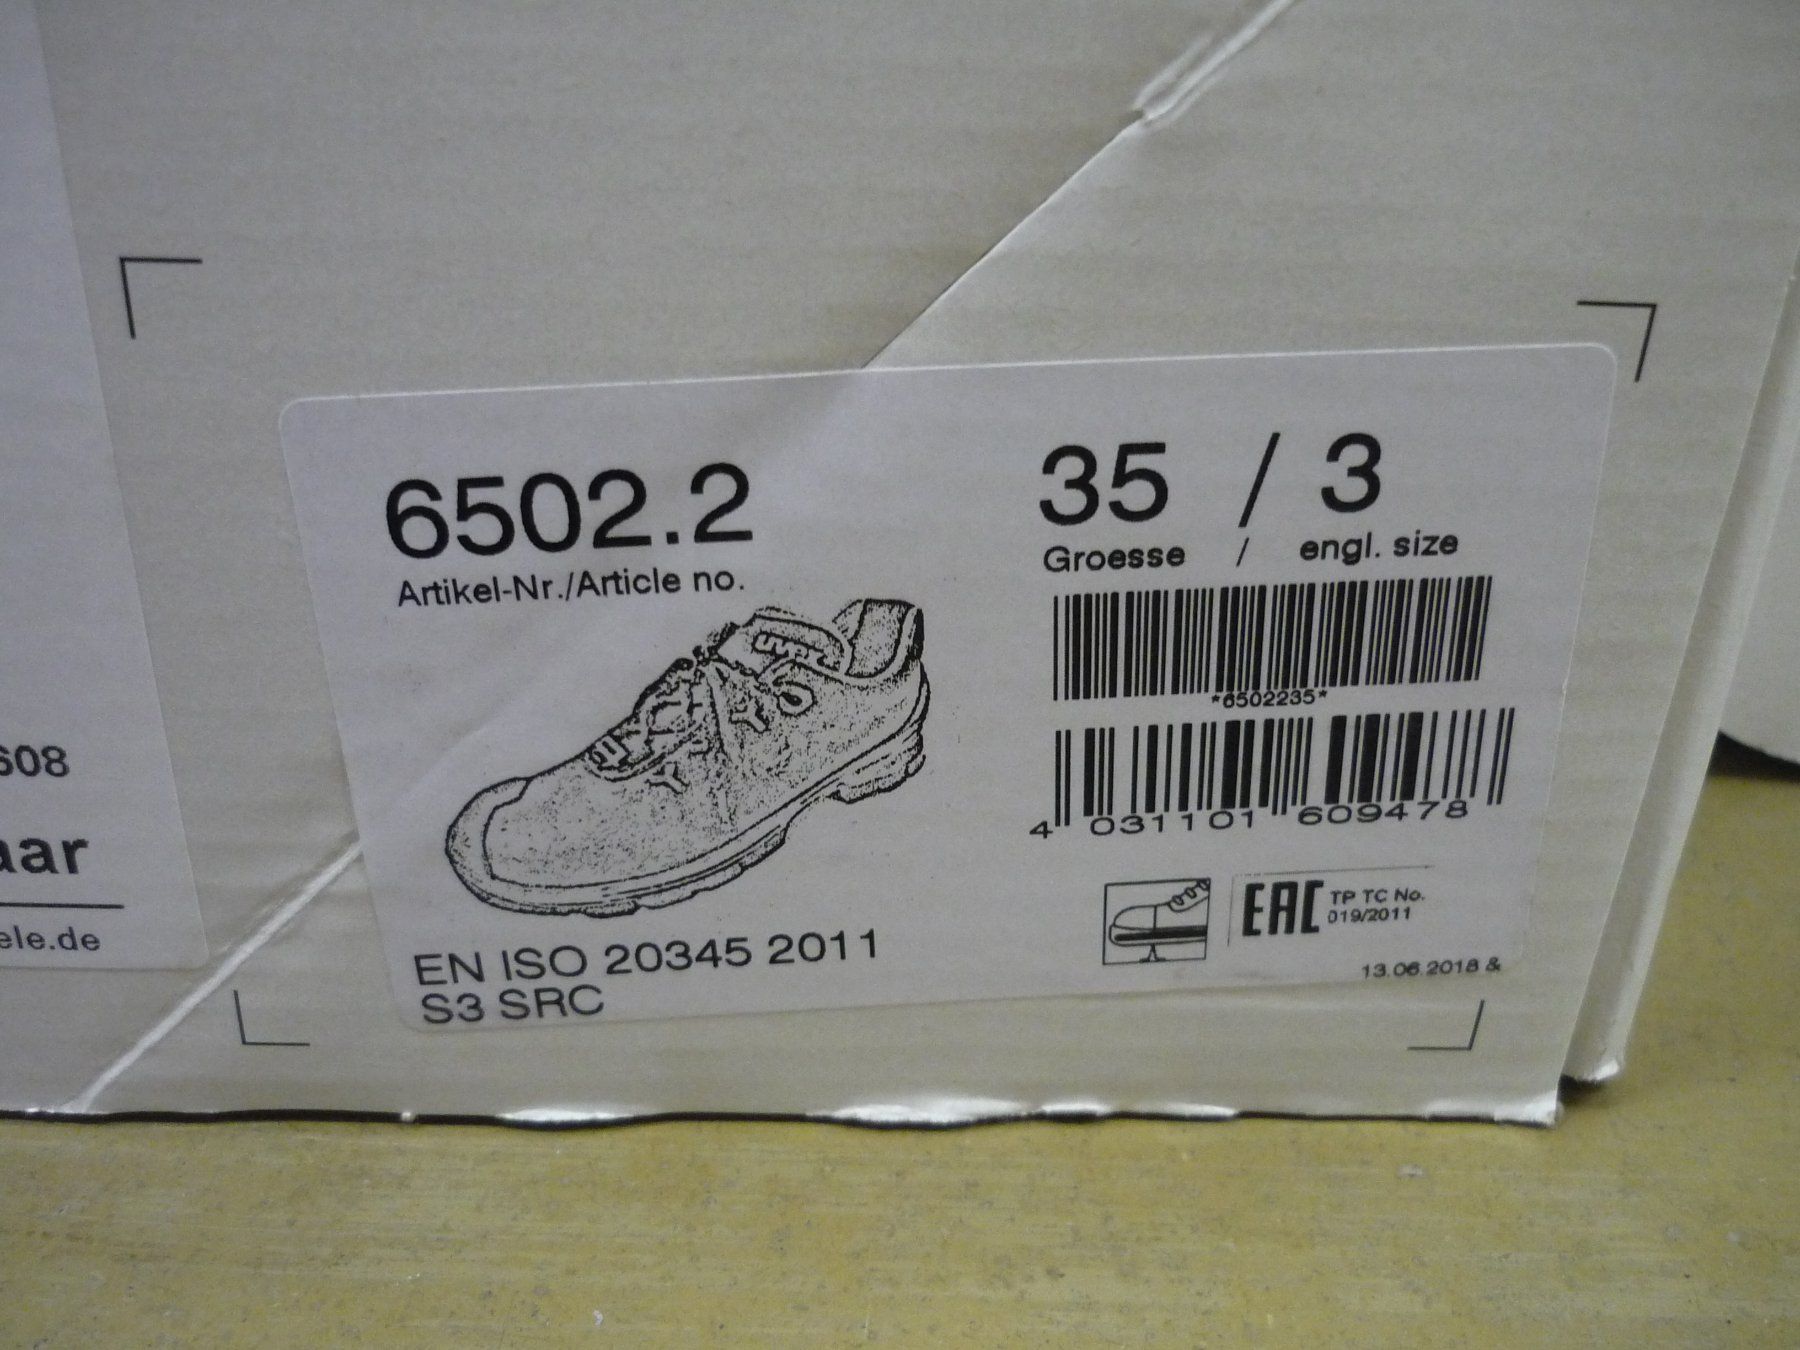 6502.2
Artikel-Nr./Article no.
35 / 3
Groesse / engl. size
uvex
*6502235*
4 031101 609478
EAC TP TC No.
019/2011
13.06.2018 &
EN ISO 20345 2011
S3 SRC
608
aar
ele.de